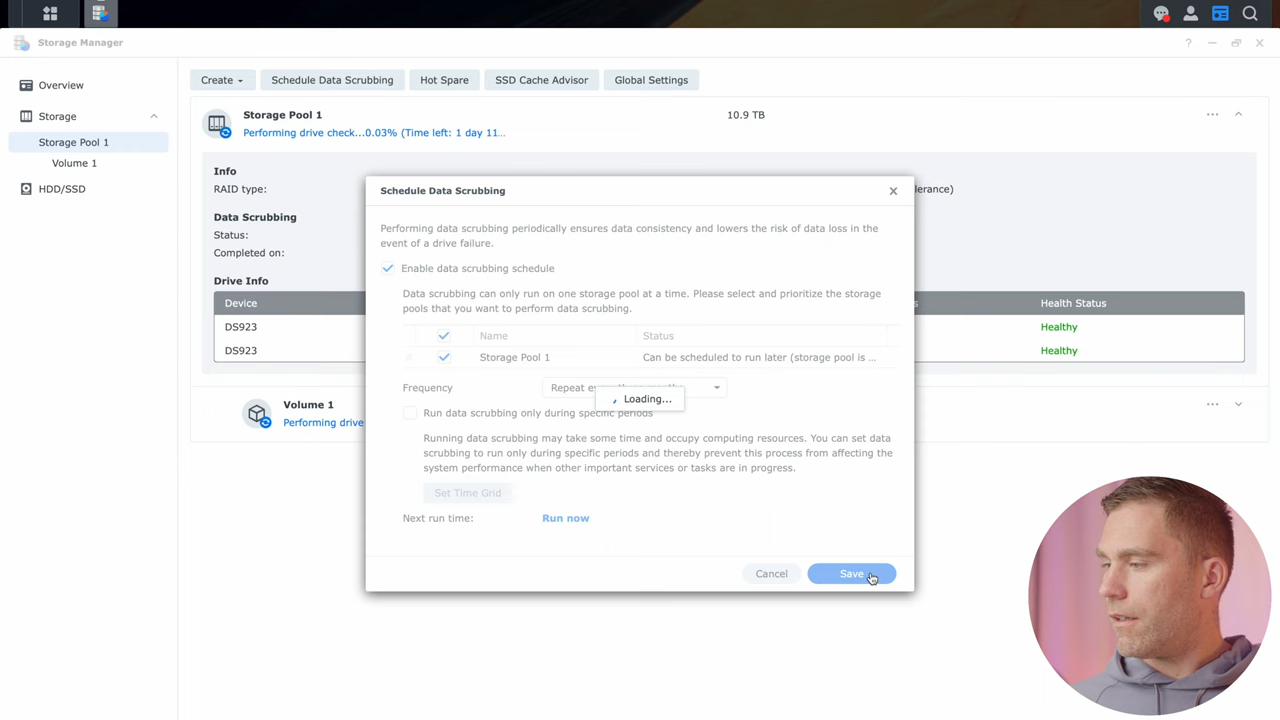 Storage Manager
?
Overview
Storage
Storage Pool 1
Volume 1
HDD/SSD
Create
Schedule Data Scrubbing
Hot Spare
SSD Cache Advisor
Global Settings
Storage Pool 1
10.9 TB
Performing drive check...0.03% (Time left: 1 day 11...
Info
RAID type:
lerance)
Data Scrubbing
Status:
Completed on:
Drive Info
Device
s
Health Status
DS923
Healthy
DS923
Healthy
Volume 1
Performing drive
Schedule Data Scrubbing
Performing data scrubbing periodically ensures data consistency and lowers the risk of data loss in the
event of a drive failure.
Enable data scrubbing schedule
Data scrubbing can only run on one storage pool at a time. Please select and prioritize the storage
pools that you want to perform data scrubbing.
Name
Status
Storage Pool 1
Can be scheduled to run later (storage pool is ...
Frequency
Repeat
Loading...
Run data scrubbing only during specific periods
Running data scrubbing may take some time and occupy computing resources. You can set data
scrubbing to run only during specific periods and thereby prevent this process from affecting the
system performance when other important services or tasks are in progress.
Set Time Grid
Next run time:
Run now
Cancel
Save